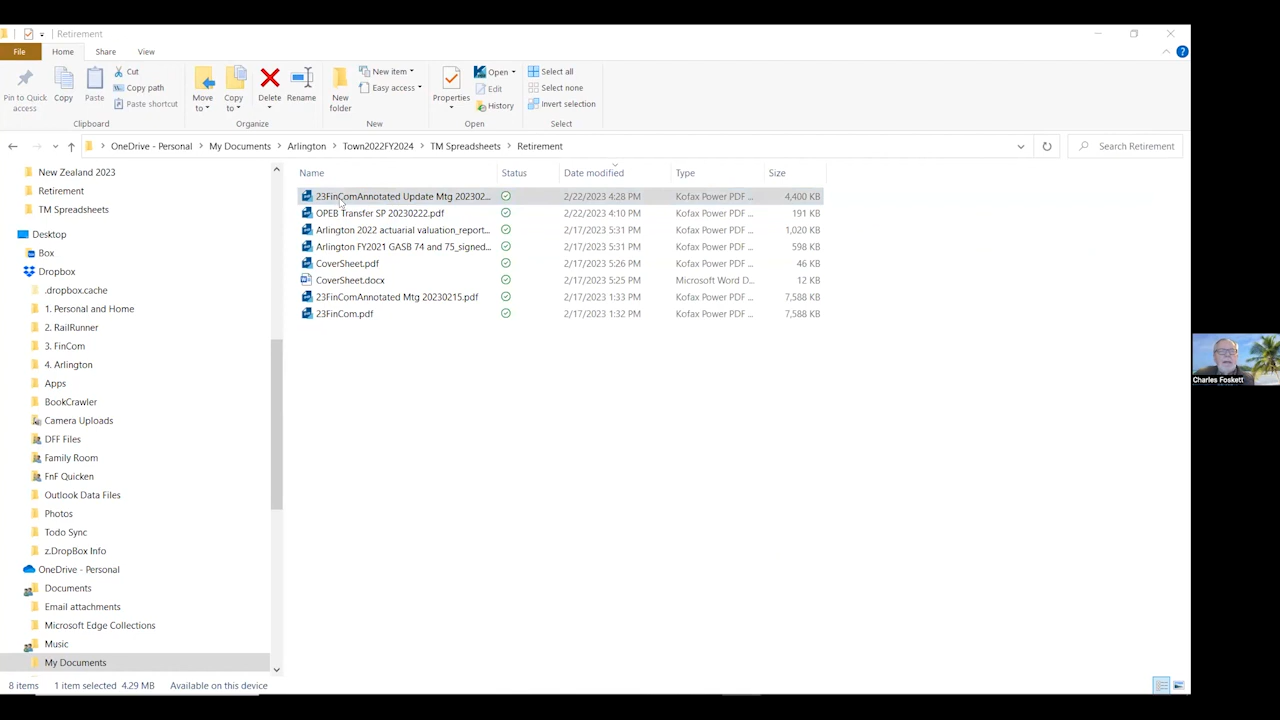 Retirement
File Home Share View
Pin to Quick access
Copy
Paste
Cut
Copy path
Paste shortcut
Clipboard
Move to
Copy to
Delete
Rename
Organize
New folder
New item
Easy access
New
Properties
Open
Edit
History
Open
Select all
Select none
Invert selection
Select
OneDrive - Personal > My Documents > Arlington > Town2022FY2024 > TM Spreadsheets > Retirement
Search Retirement
New Zealand 2023
Retirement
TM Spreadsheets
Desktop
Box
Dropbox
.dropbox.cache
1. Personal and Home
2. RailRunner
3. FinCom
4. Arlington
Apps
BookCrawler
Camera Uploads
DFF Files
Family Room
FnF Quicken
Outlook Data Files
Photos
Todo Sync
z.DropBox Info
OneDrive - Personal
Documents
Email attachments
Microsoft Edge Collections
Music
My Documents
Name Status Date modified Type Size
23FinComAnnotated Update Mtg 202302... 2/22/2023 4:28 PM Kofax Power PDF ... 4,400 KB
OPEB Transfer SP 20230222.pdf 2/22/2023 4:10 PM Kofax Power PDF ... 191 KB
Arlington 2022 actuarial valuation_report... 2/17/2023 5:31 PM Kofax Power PDF ... 1,020 KB
Arlington FY2021 GASB 74 and 75_signed... 2/17/2023 5:31 PM Kofax Power PDF ... 598 KB
CoverSheet.pdf 2/17/2023 5:26 PM Kofax Power PDF ... 46 KB
CoverSheet.docx 2/17/2023 5:25 PM Microsoft Word D... 12 KB
23FinComAnnotated Mtg 20230215.pdf 2/17/2023 1:33 PM Kofax Power PDF ... 7,588 KB
23FinCom.pdf 2/17/2023 1:32 PM Kofax Power PDF ... 7,588 KB
Charles Foskett
8 items 1 item selected 4.29 MB Available on this device